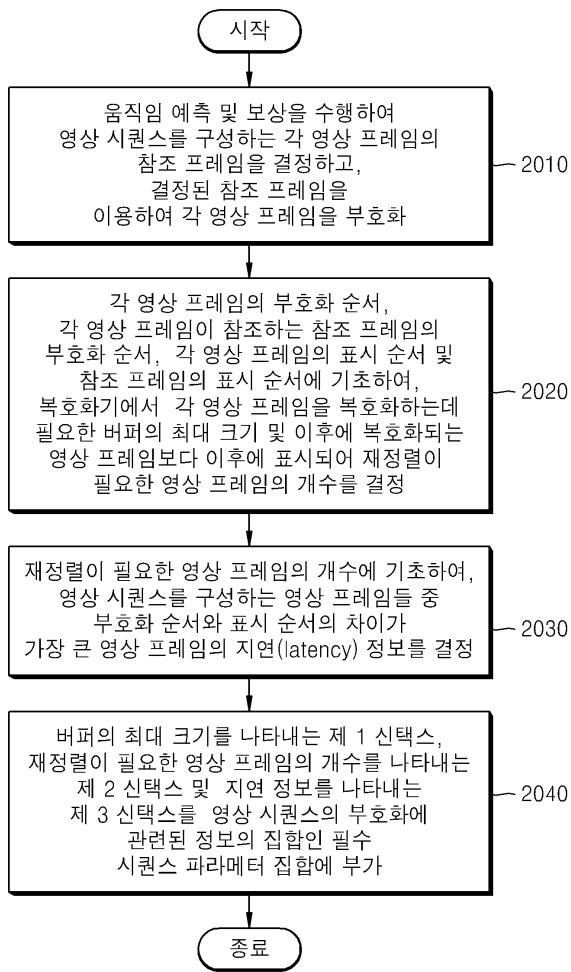 시작
움직임 예측 및 보상을 수행하여
영상 시퀀스를 구성하는 각 영상 프레임의
참조 프레임을 결정하고,
결정된 참조 프레임을
이용하여 각 영상 프레임을 부호화
2010
각 영상 프레임의 부호화 순서,
각 영상 프레임이 참조하는 참조 프레임의
부호화 순서, 각 영상 프레임의 표시 순서 및
참조 프레임의 표시 순서에 기초하여,
복호화기에서 각 영상 프레임을 복호화하는데
필요한 버퍼의 최대 크기 및 이후에 복호화되는
영상 프레임보다 이후에 표시되어 재정렬이
필요한 영상 프레임의 개수를 결정
2020
재정렬이 필요한 영상 프레임의 개수에 기초하여,
영상 시퀀스를 구성하는 영상 프레임들 중
부호화 순서와 표시 순서의 차이가
가장 큰 영상 프레임의 지연(latency) 정보를 결정
2030
버퍼의 최대 크기를 나타내는 제 1 신택스,
재정렬이 필요한 영상 프레임의 개수를 나타내는
제 2 신택스 및 지연 정보를 나타내는
제 3 신택스를 영상 시퀀스의 부호화에
관련된 정보의 집합인 필수
시퀀스 파라메터 집합에 부가
2040
종료